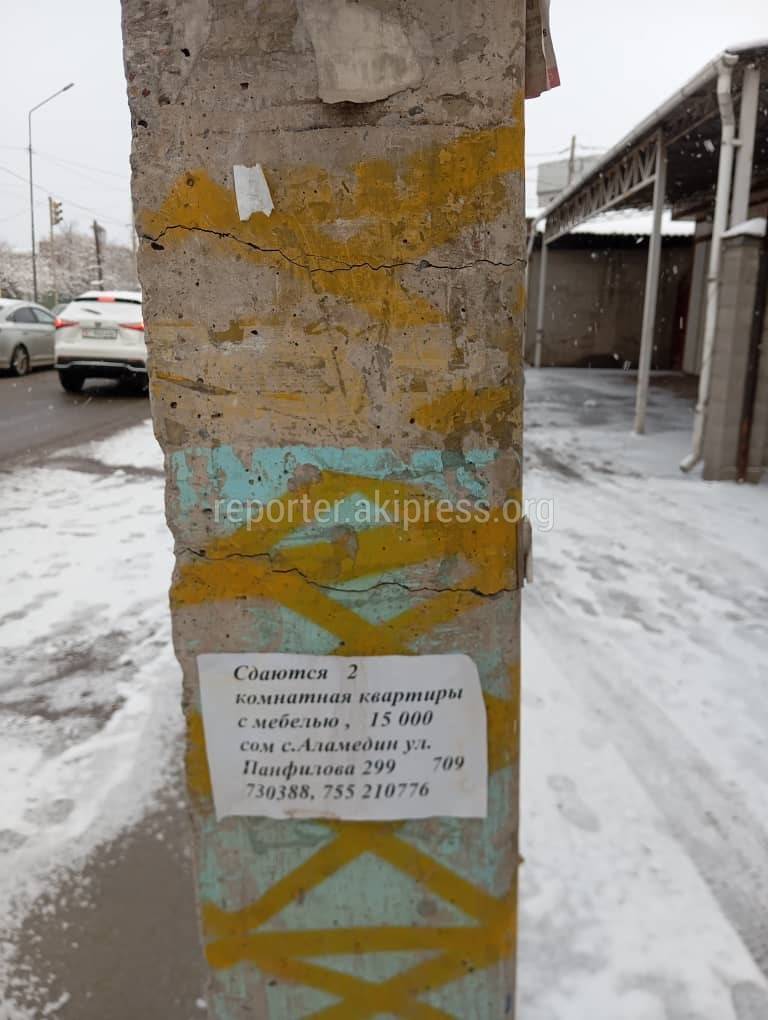 reporter.akipress.org
Сдаются 2
комнатная квартиры
с мебелью , 15 000
сом с.Аламедин ул.
Панфилова 299 709
730388, 755 210776